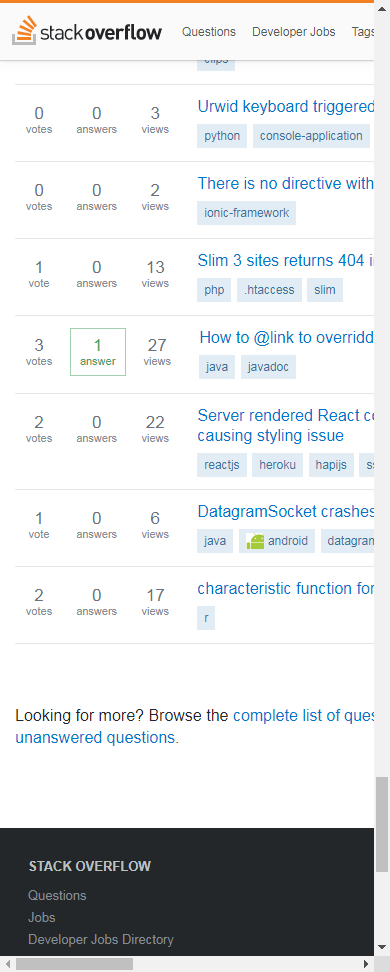 stackoverflow Questions Developer Jobs Tags
clips
0 0 3 Urwid keyboard triggered
votes answers views python console-application
0 0 2 There is no directive with
votes answers views ionic-framework
1 0 13 Slim 3 sites returns 404 i
vote answers views php .htaccess slim
3 1 27 How to @link to overridd
votes answer views java javadoc
2 0 22 Server rendered React co
votes answers views causing styling issue
reactjs heroku hapijs ss
1 0 6 DatagramSocket crashes
vote answers views java android datagram
2 0 17 characteristic function for
votes answers views r
Looking for more? Browse the complete list of ques
unanswered questions.
STACK OVERFLOW
Questions
Jobs
Developer Jobs Directory